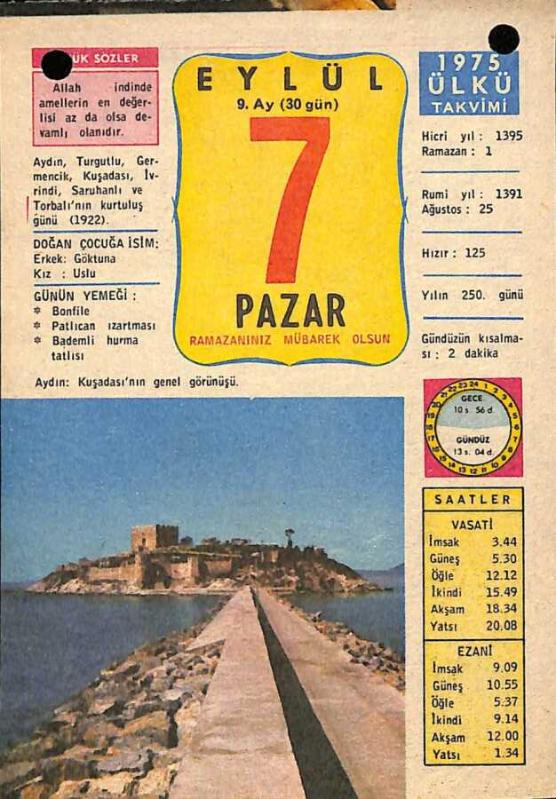 ÜK SÖZLER
Allah indinde
amellerin en değer-
lisi az da olsa de-
vamlı olanıdır.
Aydın, Turgutlu, Ger-
mencik, Kuşadası, İv-
rindi, Saruhanlı ve
Torbalı'nın kurtuluş
günü (1922).
DOĞAN ÇOCUĞA İSİM:
Erkek: Göktuna
Kız : Uslu
GÜNÜN YEMEĞİ :
* Bonfile
* Patlıcan ızartması
* Bademli hurma
tatlısı
EYLÜL
9. Ay (30 gün)
7
PAZAR
RAMAZANINIZ MÜBAREK OLSUN
1975
ÜLKÜ
TAKVİMİ
Hicri yıl : 1395
Ramazan : 1
Rumi yıl : 1391
Ağustos : 25
Hızır : 125
Yılın 250. günü
Gündüzün kısalma-
sı : 2 dakika
Aydın: Kuşadası'nın genel görünüşü.
GECE
10 s. 56 d.
GÜNDÜZ
13 s. 04 d.
SAATLER
VASATİ
İmsak 3.44
Güneş 5.30
Öğle 12.12
İkindi 15.49
Akşam 18.34
Yatsı 20.08
EZANİ
İmsak 9.09
Güneş 10.55
Öğle 5.37
İkindi 9.14
Akşam 12.00
Yatsı 1.34